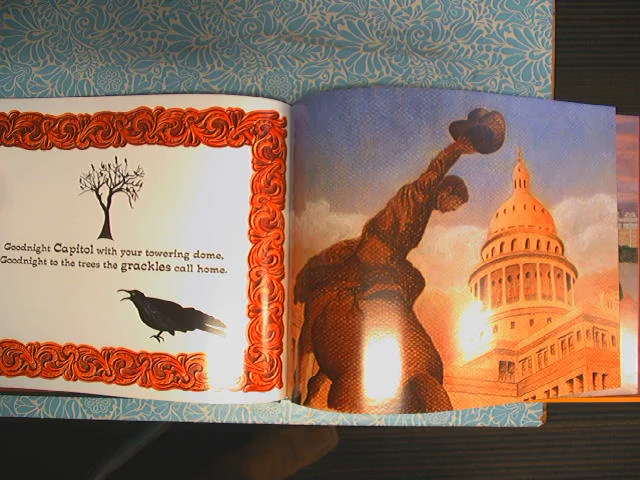 Goodnight Capitol with your towering dome,
Goodnight to the trees the grackles call home.